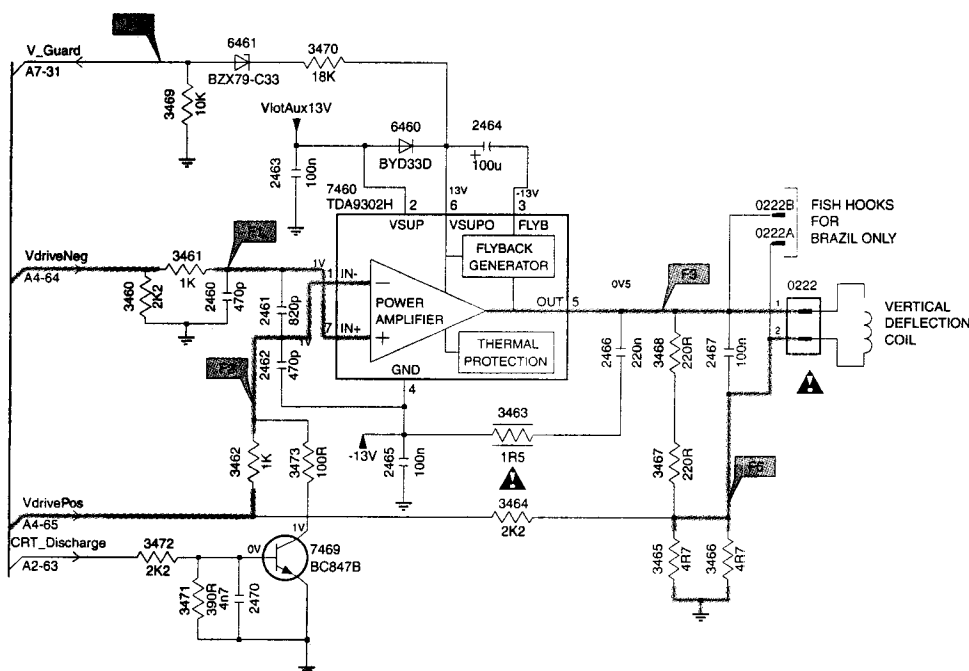 V_Guard
A7-31
6461
BZX79-C33
3470
18K
3469
10K
VlotAux13V
2463
100n
6460
BYD33D
2464
+
100u
7460
TDA9302H
2
13V
6
-13V
3
VSUP
VSUPO
FLYB
FLYBACK
GENERATOR
POWER
AMPLIFIER
THERMAL
PROTECTION
GND
4
OUT
5
0V5
VdriveNeg
A4-64
3461
1K
3460
2K2
2460
470p
2461
820p
2462
470p
1V
1
IN-
7
IN+
1V
F9
2466
220n
3468
220R
2467
100n
0222B
0222A
FISH HOOKS
FOR
BRAZIL ONLY
0222
1
2
VERTICAL
DEFLECTION
COIL
!
3462
1K
3473
100R
-13V
2465
100n
3463
1R5
!
3467
220R
VdrivePos
A4-65
3464
2K2
3465
4R7
3466
4R7
CRT_Discharge
A2-63
3472
2K2
3471
390R
4n7
2470
0V
1V
7469
BC847B